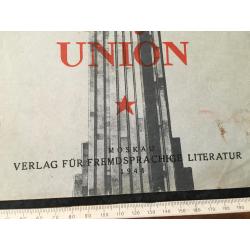 UNION
MOSKAU
VERLAG FÜR FREMDSPRACHIGE LITERATUR